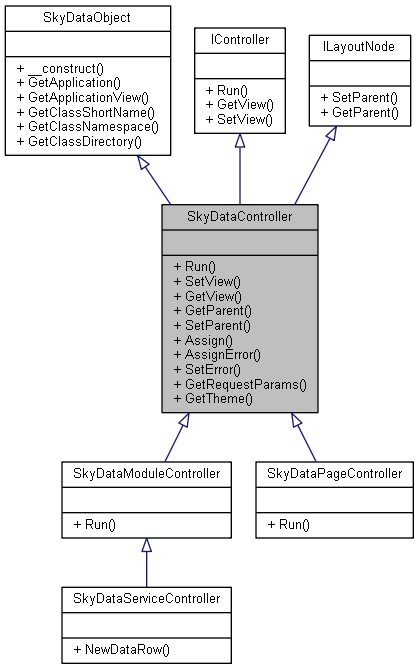 SkyDataObject
+ __construct()
+ GetApplication()
+ GetApplicationView()
+ GetClassShortName()
+ GetClassNamespace()
+ GetClassDirectory()
IController
+ Run()
+ GetView()
+ SetView()
ILayoutNode
+ SetParent()
+ GetParent()
SkyDataController
+ Run()
+ SetView()
+ GetView()
+ GetParent()
+ SetParent()
+ Assign()
+ AssignError()
+ SetError()
+ GetRequestParams()
+ GetTheme()
SkyDataModuleController
+ Run()
SkyDataPageController
+ Run()
SkyDataServiceController
+ NewDataRow()